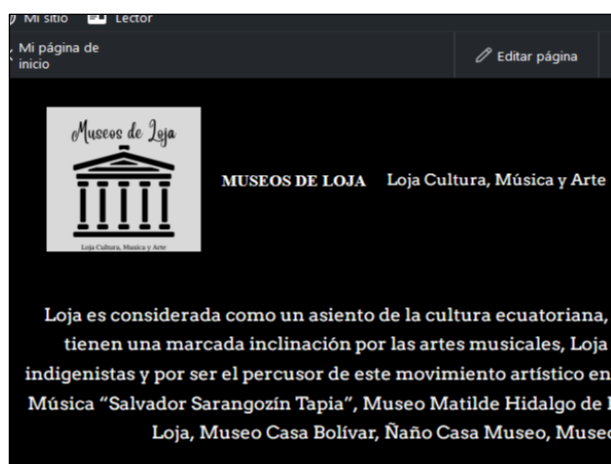 Mi sitio Lector
Mi página de
inicio
Editar página
Museos de Loja
Loja Cultura, Musica y Arte
MUSEOS DE LOJA Loja Cultura, Música y Arte
Loja es considerada como un asiento de la cultura ecuatoriana,
tienen una marcada inclinación por las artes musicales, Loja
indigenistas y por ser el percusor de este movimiento artístico en
Música “Salvador Sarangozín Tapia”, Museo Matilde Hidalgo de
Loja, Museo Casa Bolívar, Ñaño Casa Museo, Museo